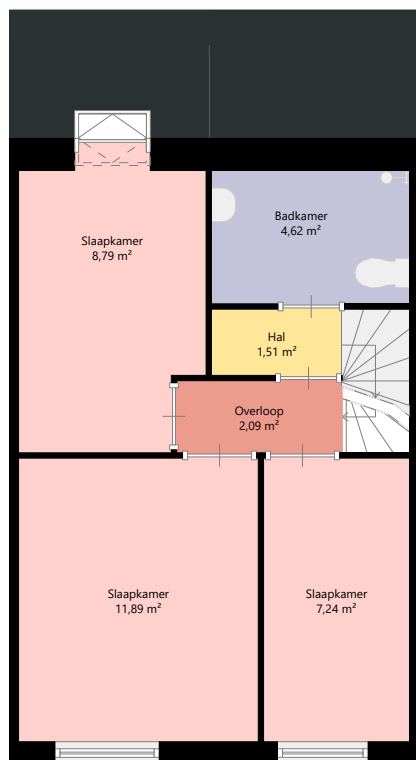 Badkamer
4,62 m²
Slaapkamer
8,79 m²
Hal
1,51 m²
Overloop
2,09 m²
Slaapkamer
11,89 m²
Slaapkamer
7,24 m²